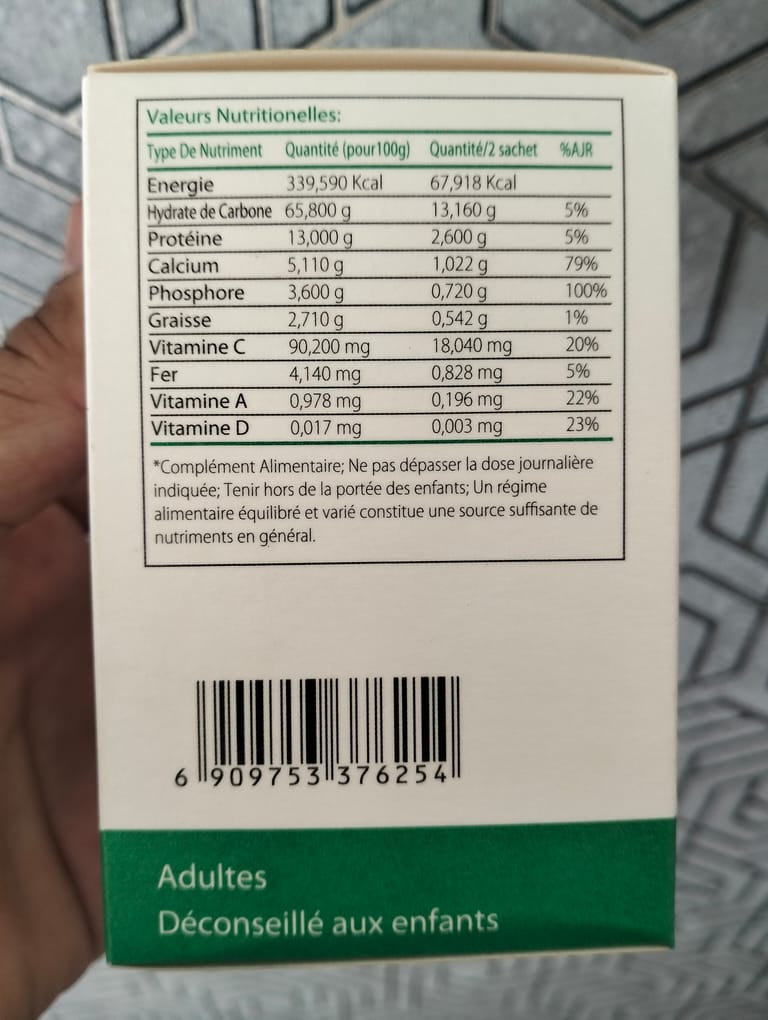 Valeurs Nutritionelles:
Type De Nutriment Quantité (pour100g) Quantité/2 sachet %AJR
Energie 339,590 Kcal 67,918 Kcal
Hydrate de Carbone 65,800 g 13,160 g 5%
Protéine 13,000 g 2,600 g 5%
Calcium 5,110 g 1,022 g 79%
Phosphore 3,600 g 0,720 g 100%
Graisse 2,710 g 0,542 g 1%
Vitamine C 90,200 mg 18,040 mg 20%
Fer 4,140 mg 0,828 mg 5%
Vitamine A 0,978 mg 0,196 mg 22%
Vitamine D 0,017 mg 0,003 mg 23%
*Complément Alimentaire; Ne pas dépasser la dose journalière
indiquée; Tenir hors de la portée des enfants; Un régime
alimentaire équilibré et varié constitue une source suffisante de
nutriments en général.
6 909753 376254
Adultes
Déconseillé aux enfants